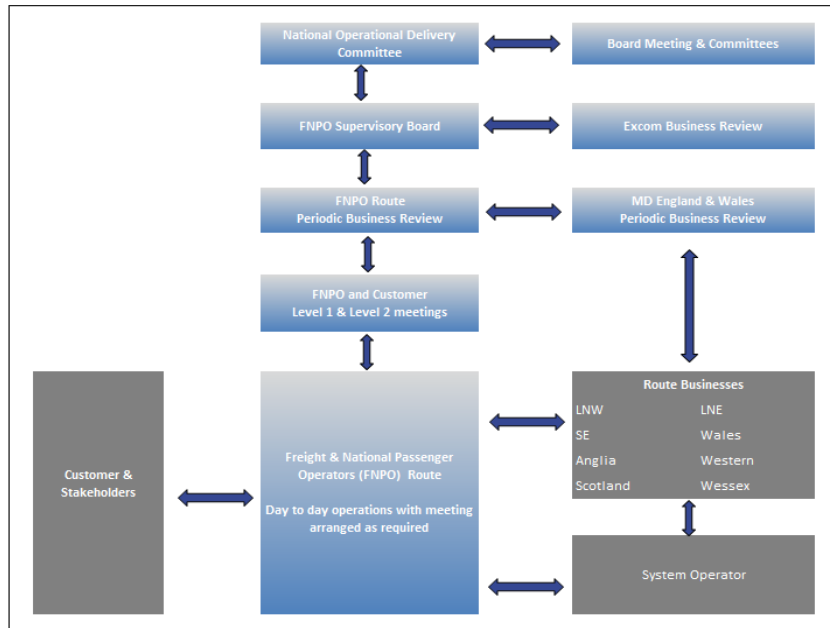 National Operational Delivery
Committee
Board Meeting & Committees
FNPO Supervisory Board
Excom Business Review
FNPO Route
Periodic Business Review
MD England & Wales
Periodic Business Review
FNPO and Customer
Level 1 & Level 2 meetings
Customer &
Stakeholders
Freight & National Passenger
Operators (FNPO) Route
Day to day operations with meeting
arranged as required
Route Businesses
LNW LNE
SE Wales
Anglia Western
Scotland Wessex
System Operator